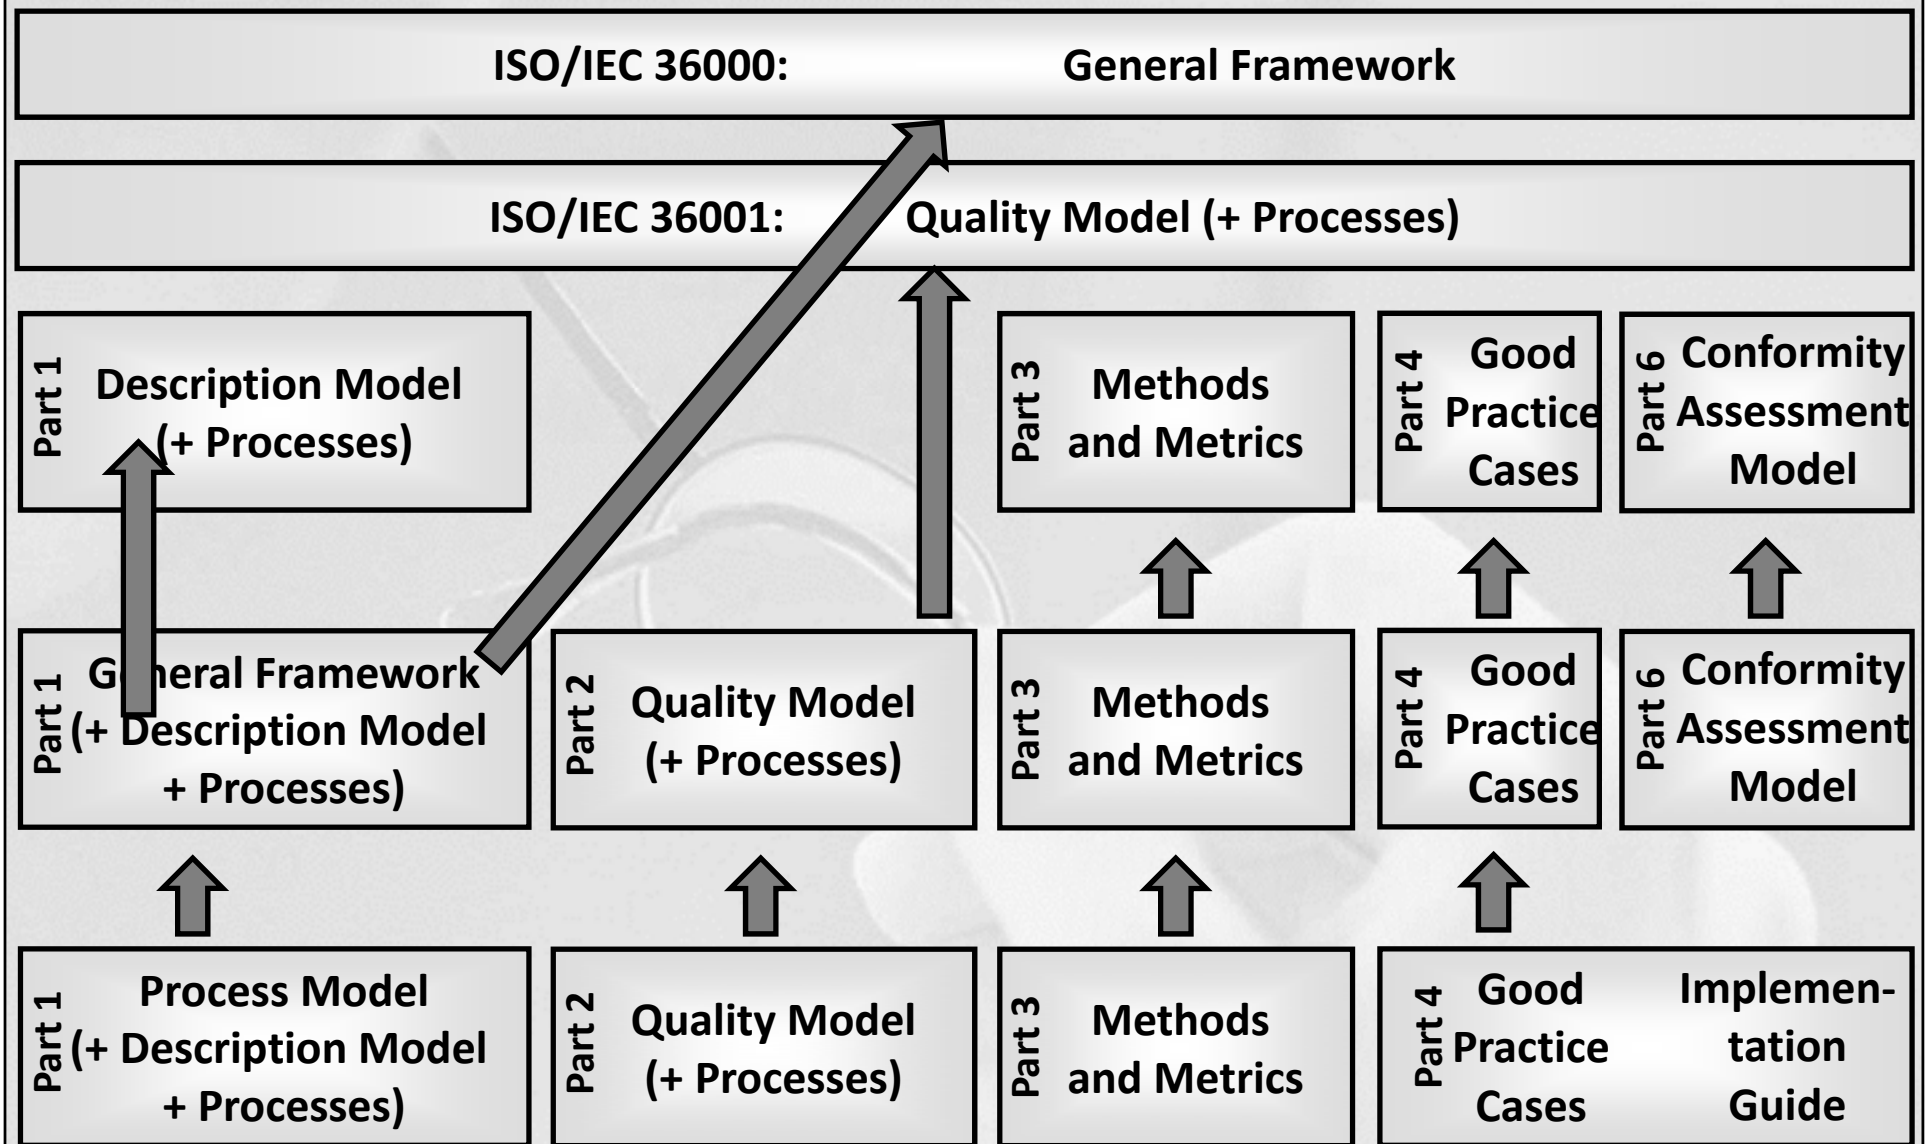 ISO/IEC 36000: General Framework
ISO/IEC 36001: Quality Model (+ Processes)
Part 1
Description Model
(+ Processes)
Part 3
Methods
and Metrics
Part 4
Good
Practice
Cases
Part 6
Conformity
Assessment
Model
Part 1
General Framework
(+ Description Model
+ Processes)
Part 2
Quality Model
(+ Processes)
Part 3
Methods
and Metrics
Part 4
Good
Practice
Cases
Part 6
Conformity
Assessment
Model
Part 1
Process Model
(+ Description Model
+ Processes)
Part 2
Quality Model
(+ Processes)
Part 3
Methods
and Metrics
Part 4
Good
Practice
Cases
Implemen-
tation
Guide